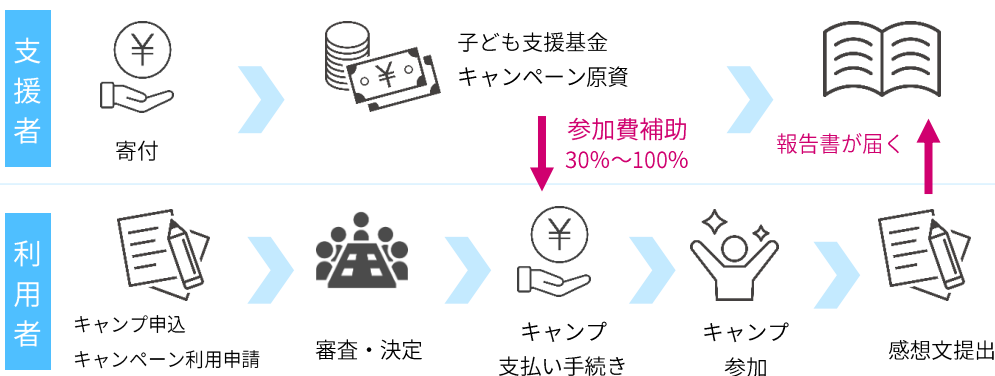 支援者
¥
寄付
¥
子ども支援基金
キャンペーン原資
参加費補助
30%～100%
報告書が届く
利用者
キャンプ申込
キャンペーン利用申請
審査・決定
¥
キャンプ
支払い手続き
キャンプ
参加
感想文提出